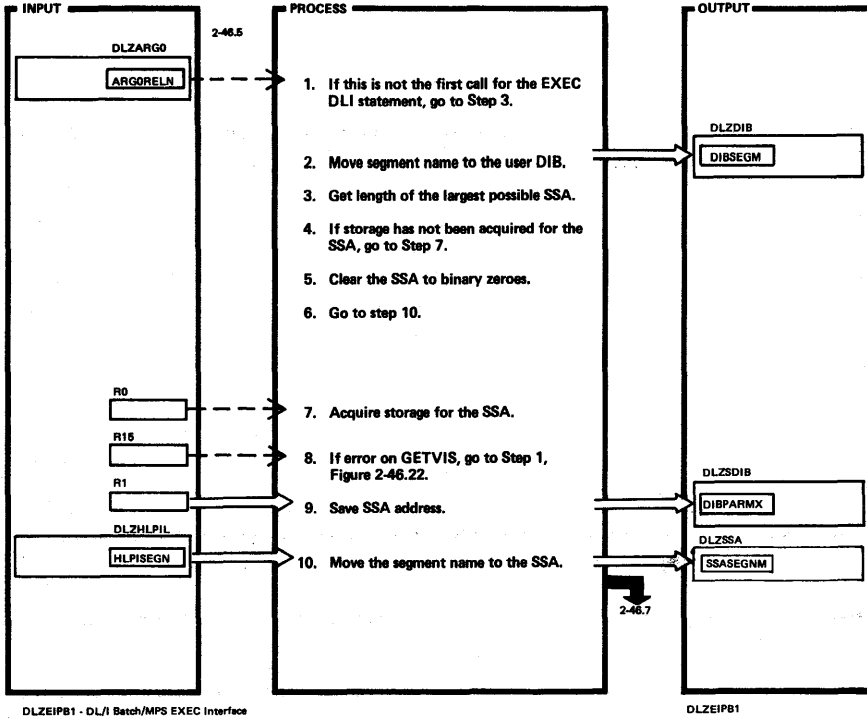 INPUT
PROCESS
OUTPUT
2-46.5
DLZARG0
ARG0RELN
1. If this is not the first call for the EXEC
DLI statement, go to Step 3.
DLZDIB
DIBSEGM
2. Move segment name to the user DIB.
3. Get length of the largest possible SSA.
4. If storage has not been acquired for the
SSA, go to Step 7.
5. Clear the SSA to binary zeroes.
6. Go to step 10.
R0
7. Acquire storage for the SSA.
R15
8. If error on GETVIS, go to Step 1,
Figure 2-46.22.
R1
9. Save SSA address.
DLZSDIB
DIBPARMX
DLZHLPIL
HLPISEGN
10. Move the segment name to the SSA.
DLZSSA
SSASEGNM
2-46.7
DLZEIPB1 - DL/I Batch/MPS EXEC Interface
DLZEIPB1